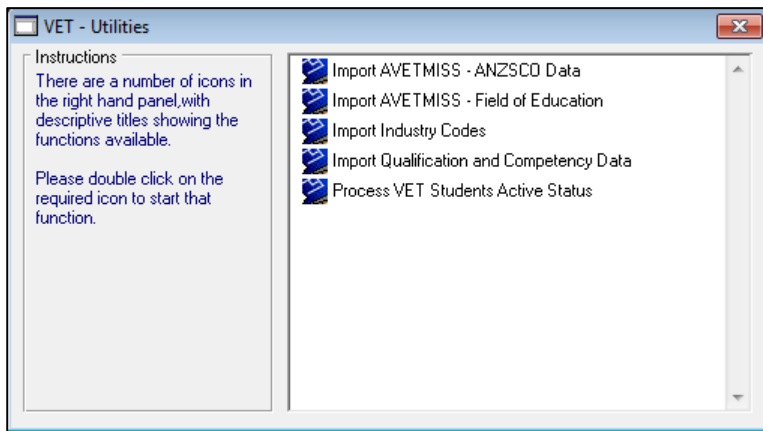 VET - Utilities
Instructions
There are a number of icons in
the right hand panel,with
descriptive titles showing the
functions available.
Please double click on the
required icon to start that
function.
Import AVETMISS - ANZSCO Data
Import AVETMISS - Field of Education
Import Industry Codes
Import Qualification and Competency Data
Process VET Students Active Status